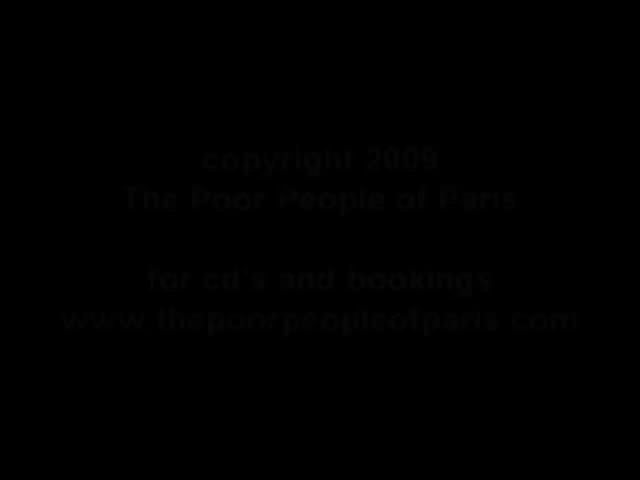 copyright 2009
The Poor People of Paris
for cd's and bookings
www.thepoorpeopleofparis.com